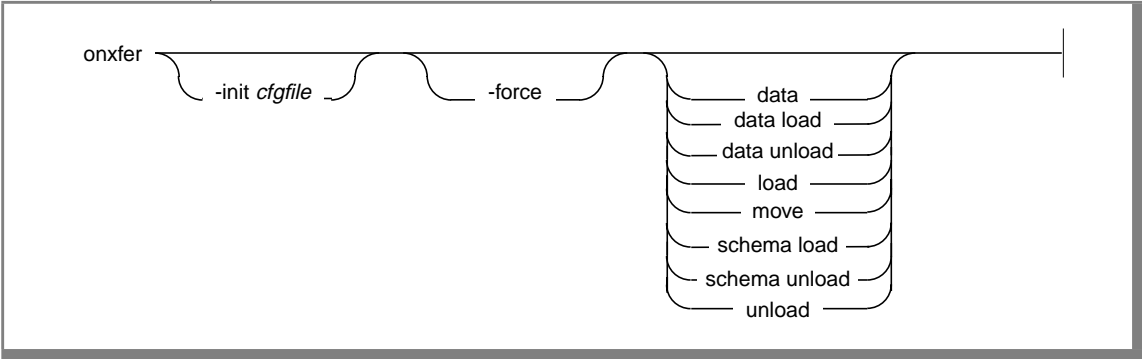 onxfer
-init cfgfile
-force
data
data load
data unload
load
move
schema load
schema unload
unload